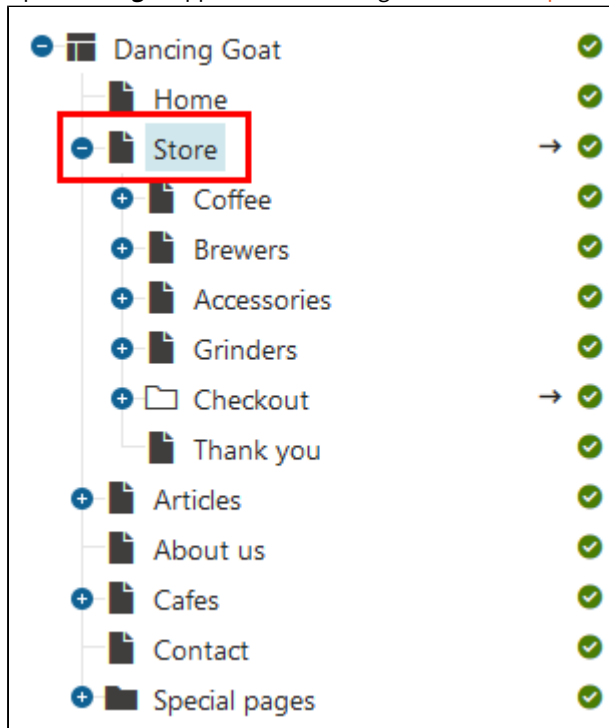 Dancing Goat
Home
Store
Coffee
Brewers
Accessories
Grinders
Checkout
Thank you
Articles
About us
Cafes
Contact
Special pages